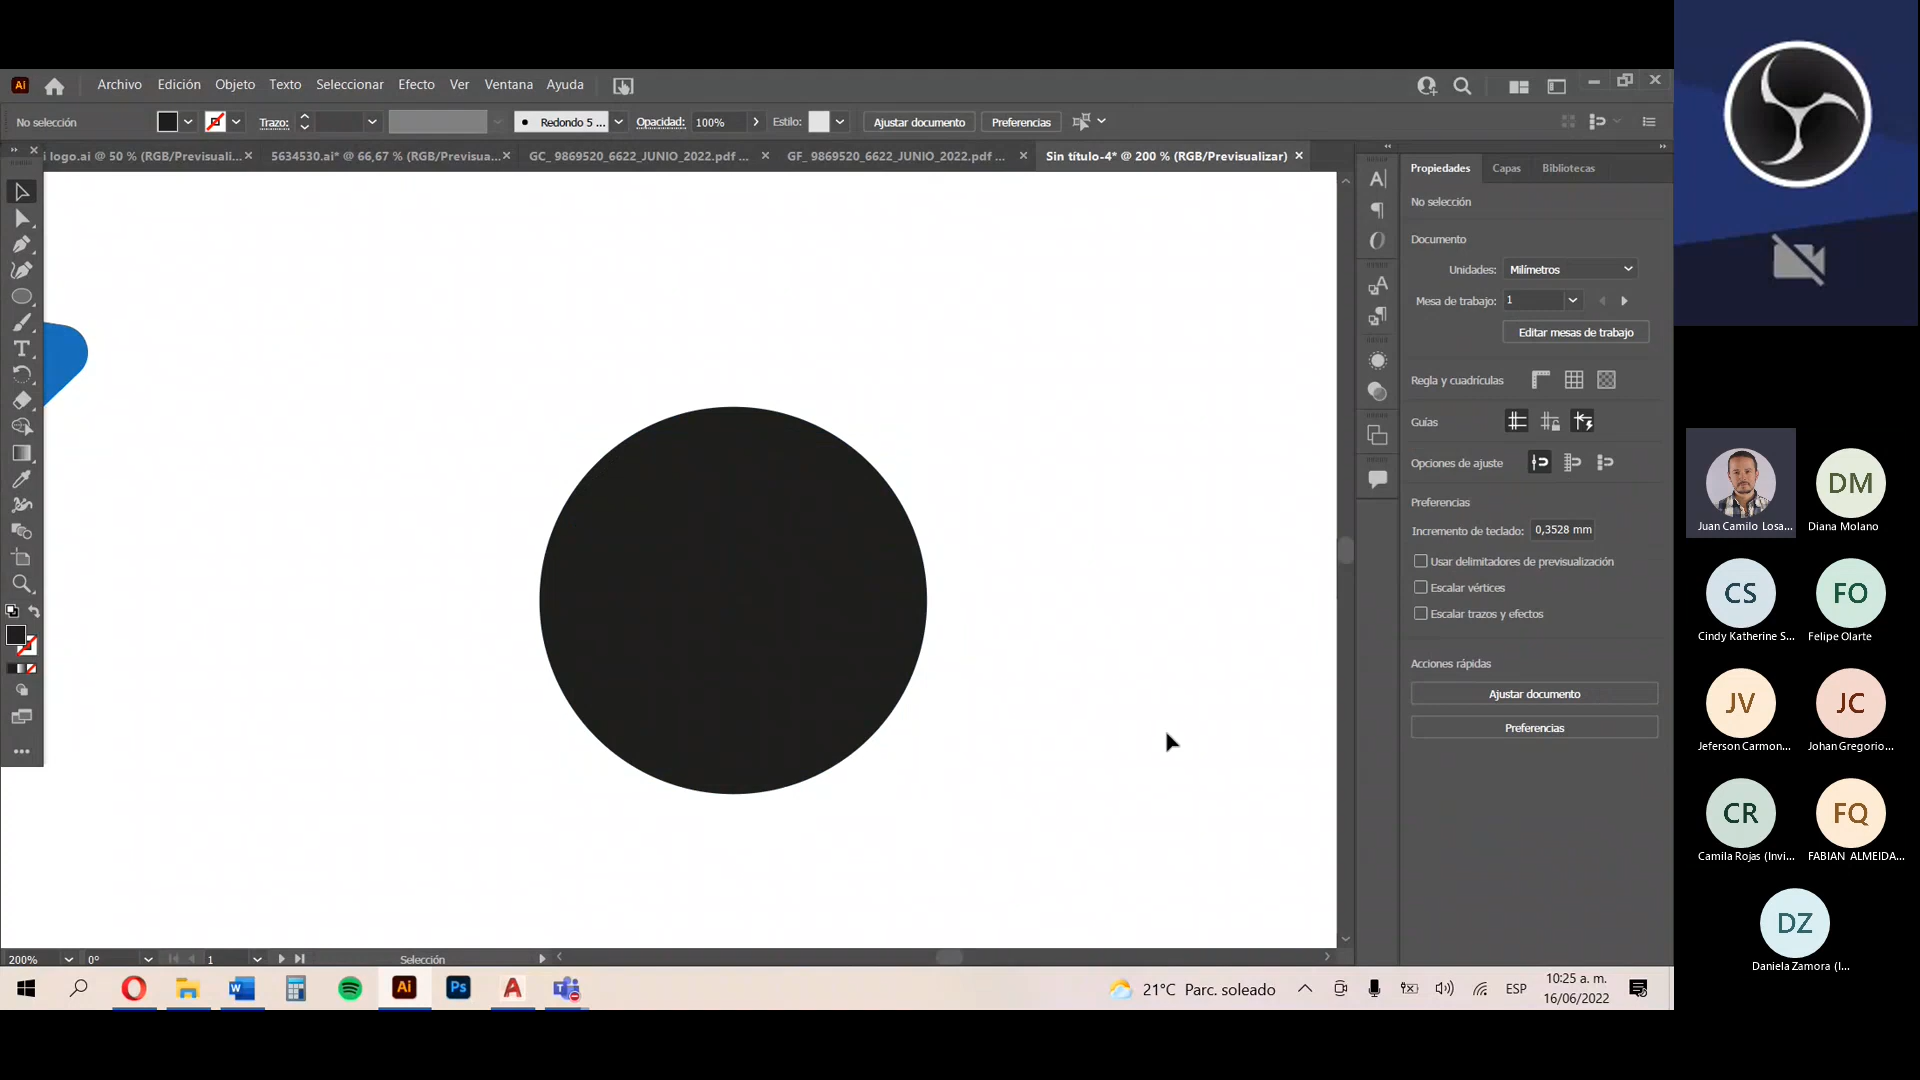 Ai Archivo Edición Objeto Texto Seleccionar Efecto Ver Ventana Ayuda
No selección Trazo: Redondo 5 ... Opacidad: 100% Estilo: Ajustar documento Preferencias
i logo.ai @ 50 % (RGB/Previsuali... 5634530.ai* @ 66,67 % (RGB/Previsua... GC_ 9869520_6622_JUNIO_2022.pdf ... GF_ 9869520_6622_JUNIO_2022.pdf ... Sin título-4* @ 200 % (RGB/Previsualizar)
Propiedades Capas Bibliotecas
No selección
Documento
Unidades: Milímetros
Mesa de trabajo: 1
Editar mesas de trabajo
Regla y cuadrículas
Guías
Opciones de ajuste
Preferencias
Incremento de teclado: 0,3528 mm
Usar delimitadores de previsualización
Escalar vértices
Escalar trazos y efectos
Acciones rápidas
Ajustar documento
Preferencias
200% 0° 1 Selección
Ai Ps 21°C Parc. soleado ESP 10:25 a. m.
16/06/2022
Juan Camilo Losa...
DM
Diana Molano
CS
Cindy Katherine S...
FO
Felipe Olarte
JV
Jeferson Carmon...
JC
Johan Gregorio...
CR
Camila Rojas (Invi...
FQ
FABIAN ALMEIDA...
DZ
Daniela Zamora (I...